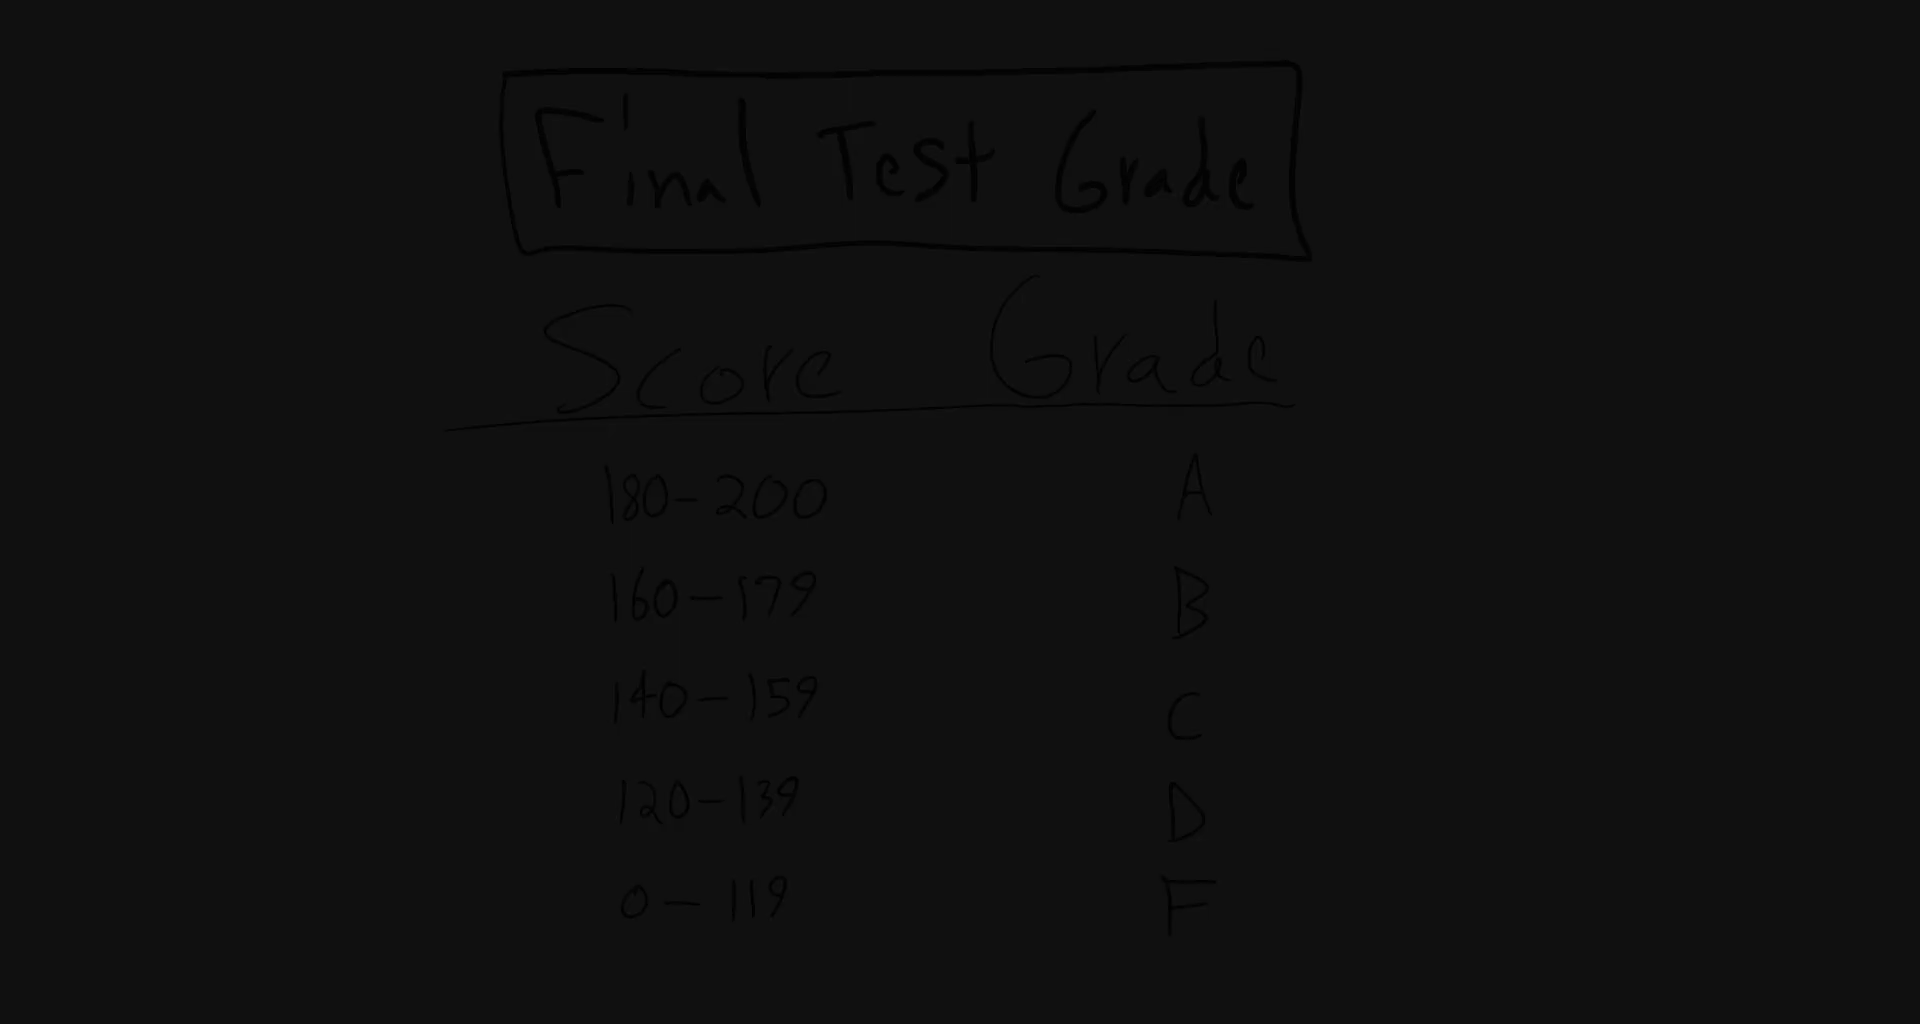 Final Test Grade
Score Grade
180-200 A
160-179 B
140-159 C
120-139 D
0-119 F